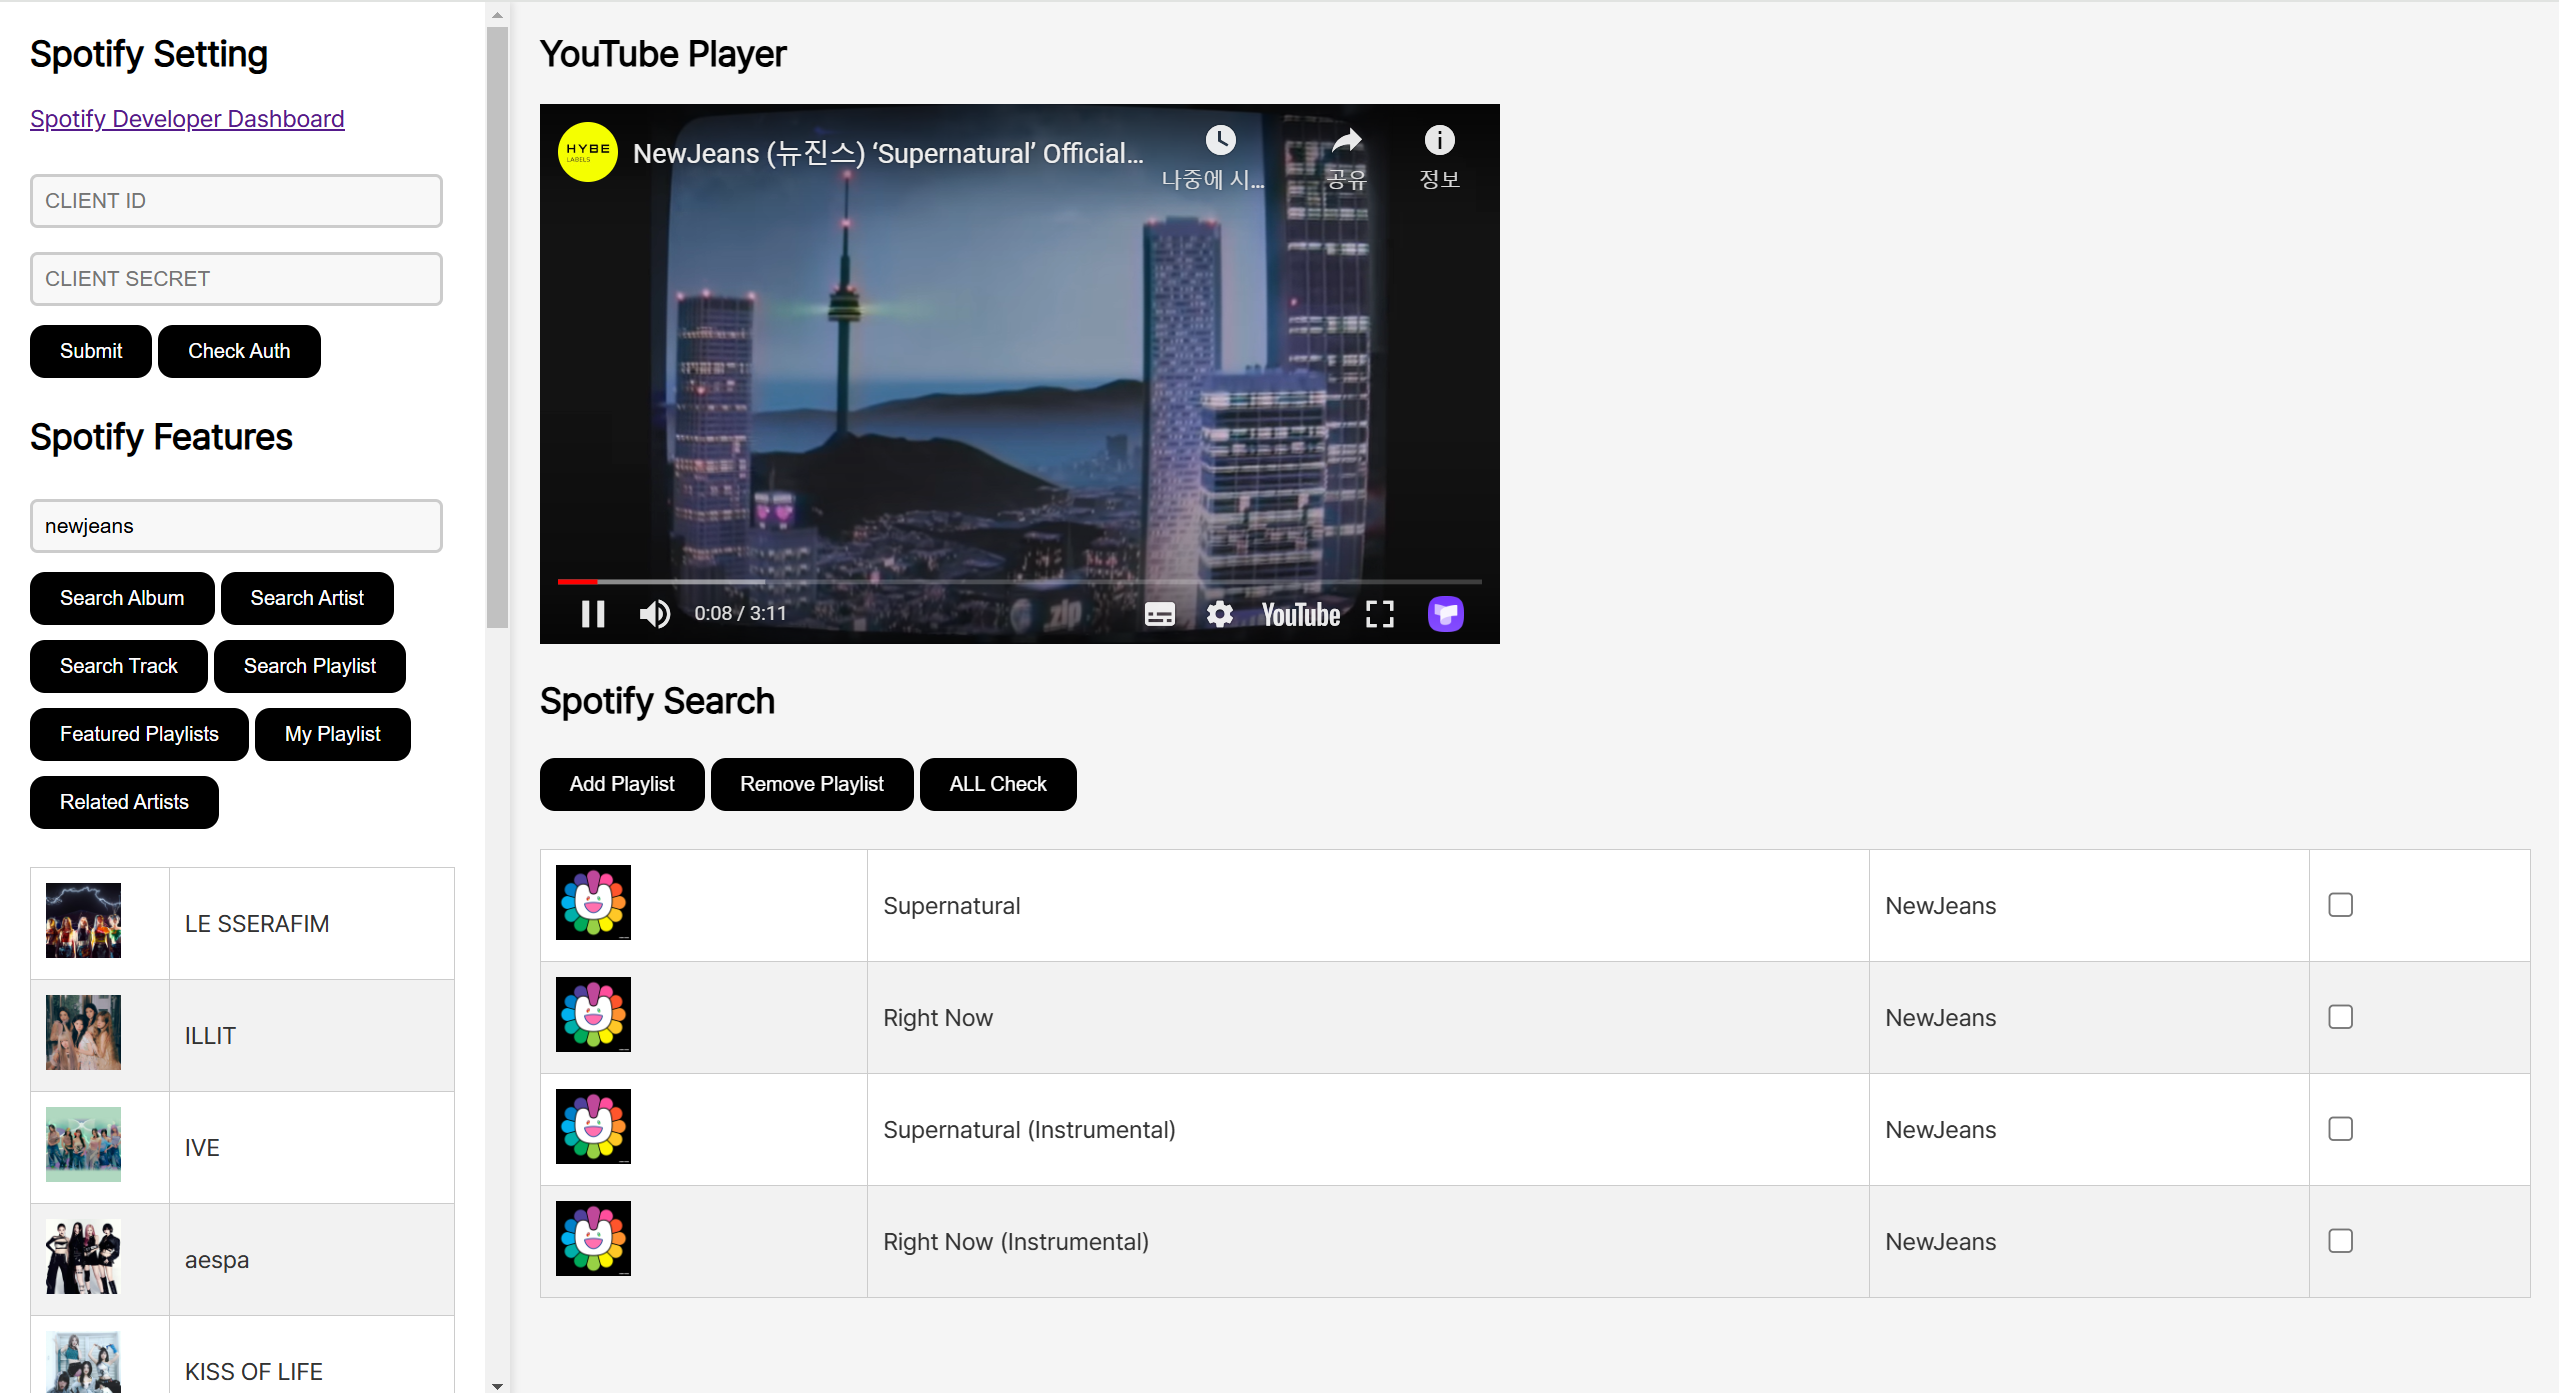 Spotify Setting
Spotify Developer Dashboard
CLIENT ID
CLIENT SECRET
Submit
Check Auth
Spotify Features
newjeans
Search Album
Search Artist
Search Track
Search Playlist
Featured Playlists
My Playlist
Related Artists
LE SSERAFIM
ILLIT
IVE
aespa
KISS OF LIFE
YouTube Player
HYBE
LABELS
NewJeans (뉴진스) ‘Supernatural’ Official...
나중에 시...
공유
정보
zip
0:08 / 3:11
YouTube
Spotify Search
Add Playlist
Remove Playlist
ALL Check
Supernatural
NewJeans
Right Now
NewJeans
Supernatural (Instrumental)
NewJeans
Right Now (Instrumental)
NewJeans